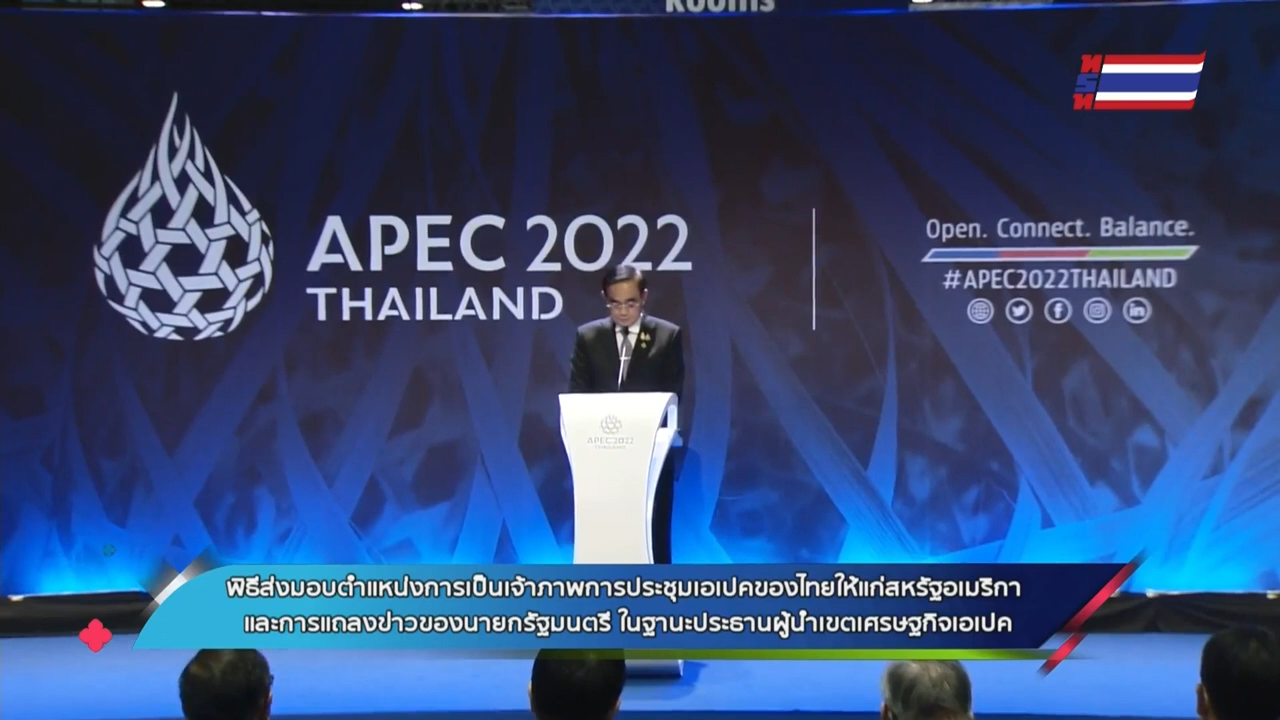 Rooms
ทรท
APEC 2022
THAILAND
Open. Connect. Balance.
#APEC2022THAILAND
APEC 2022
THAILAND
พิธีส่งมอบตำแหน่งการเป็นเจ้าภาพการประชุมเอเปคของไทยให้แก่สหรัฐอเมริกา
และการแถลงข่าวของนายกรัฐมนตรี ในฐานะประธานผู้นำเขตเศรษฐกิจเอเปค